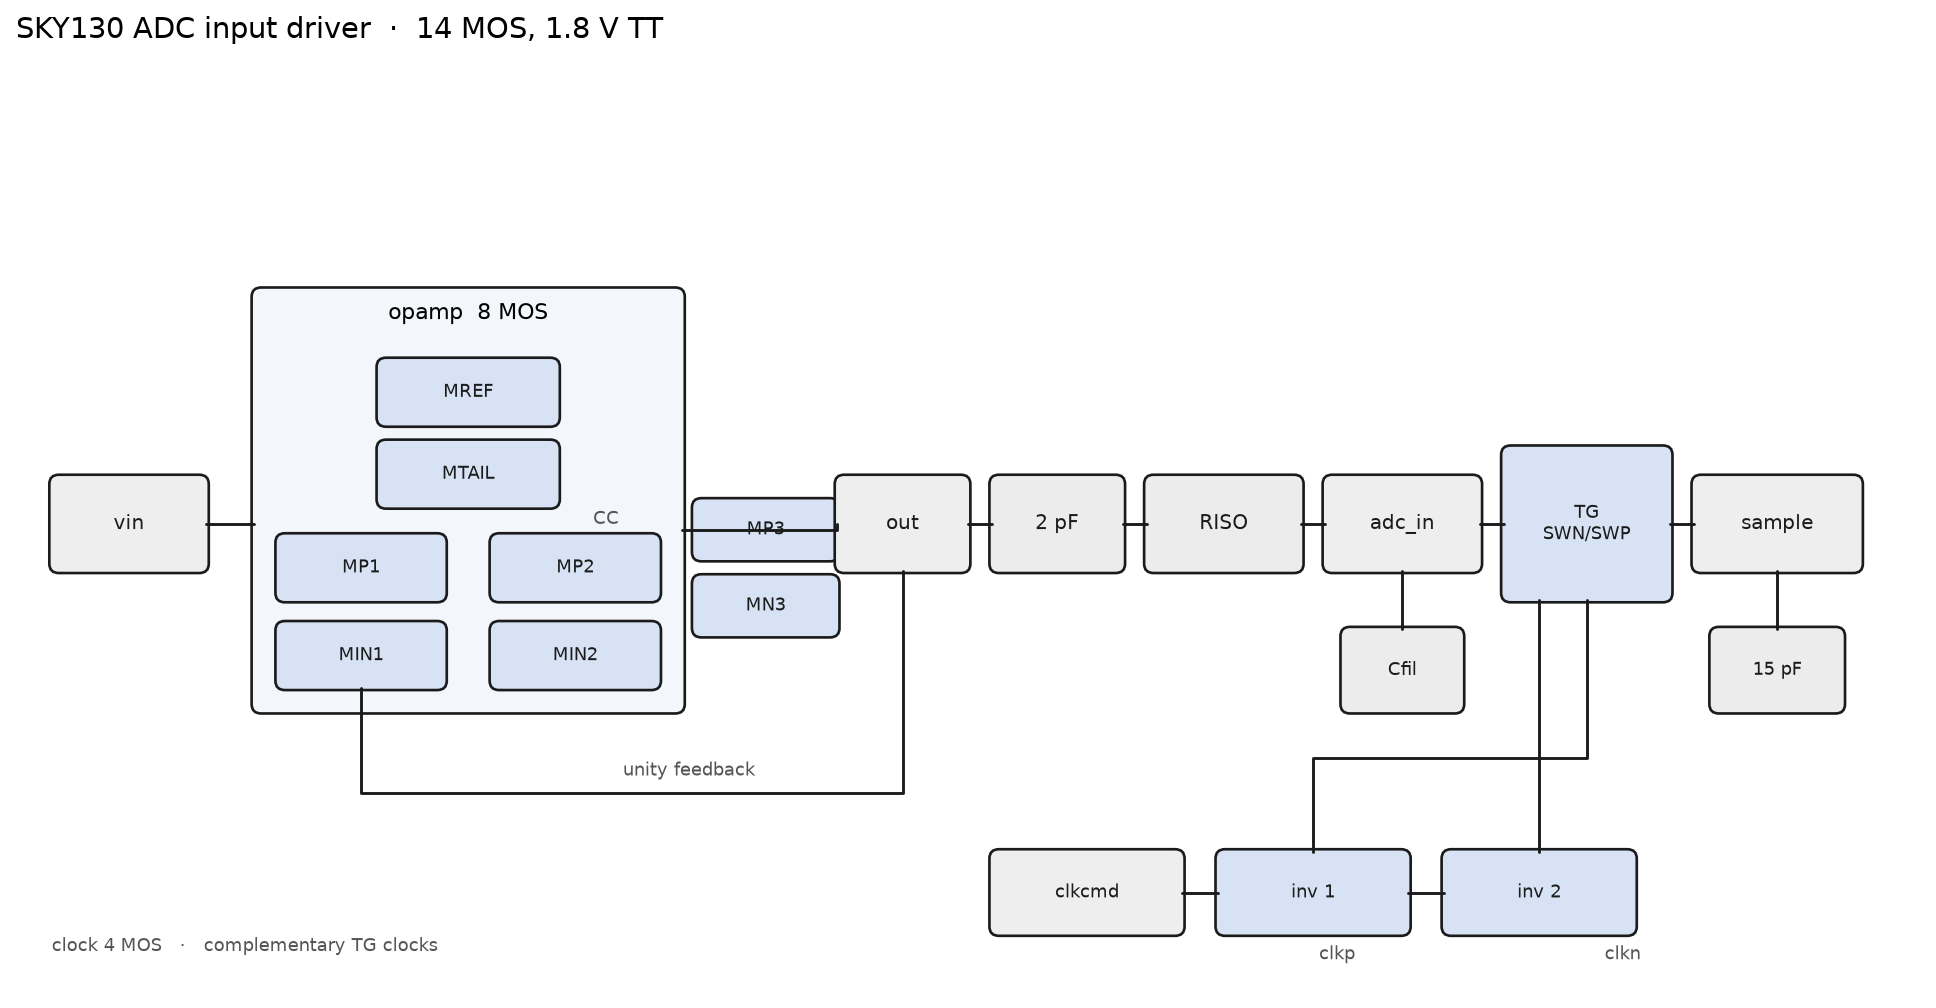 SKY130 ADC input driver · 14 MOS, 1.8 V TT
opamp 8 MOS
MREF
MTAIL
CC
MP1
MP2
MIN1
MIN2
vin
MP3
MN3
out
2 pF
RISO
adc_in
TG
SWN/SWP
sample
Cfil
15 pF
unity feedback
clkcmd
inv 1
inv 2
clkp
clkn
clock 4 MOS · complementary TG clocks